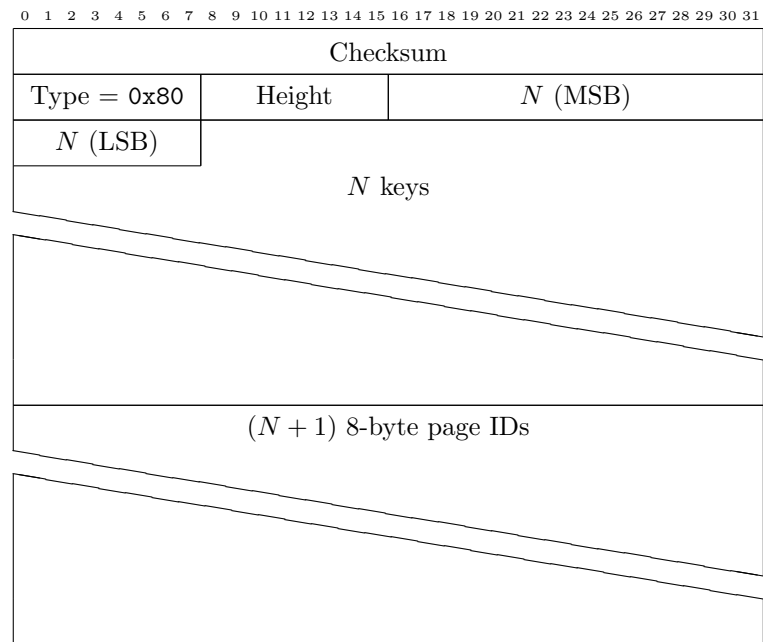 0 1 2 3 4 5 6 7 8 9 10 11 12 13 14 15 16 17 18 19 20 21 22 23 24 25 26 27 28 29 30 31
Checksum
Type = 0x80 Height N (MSB)
N (LSB)
N keys
(N + 1) 8-byte page IDs